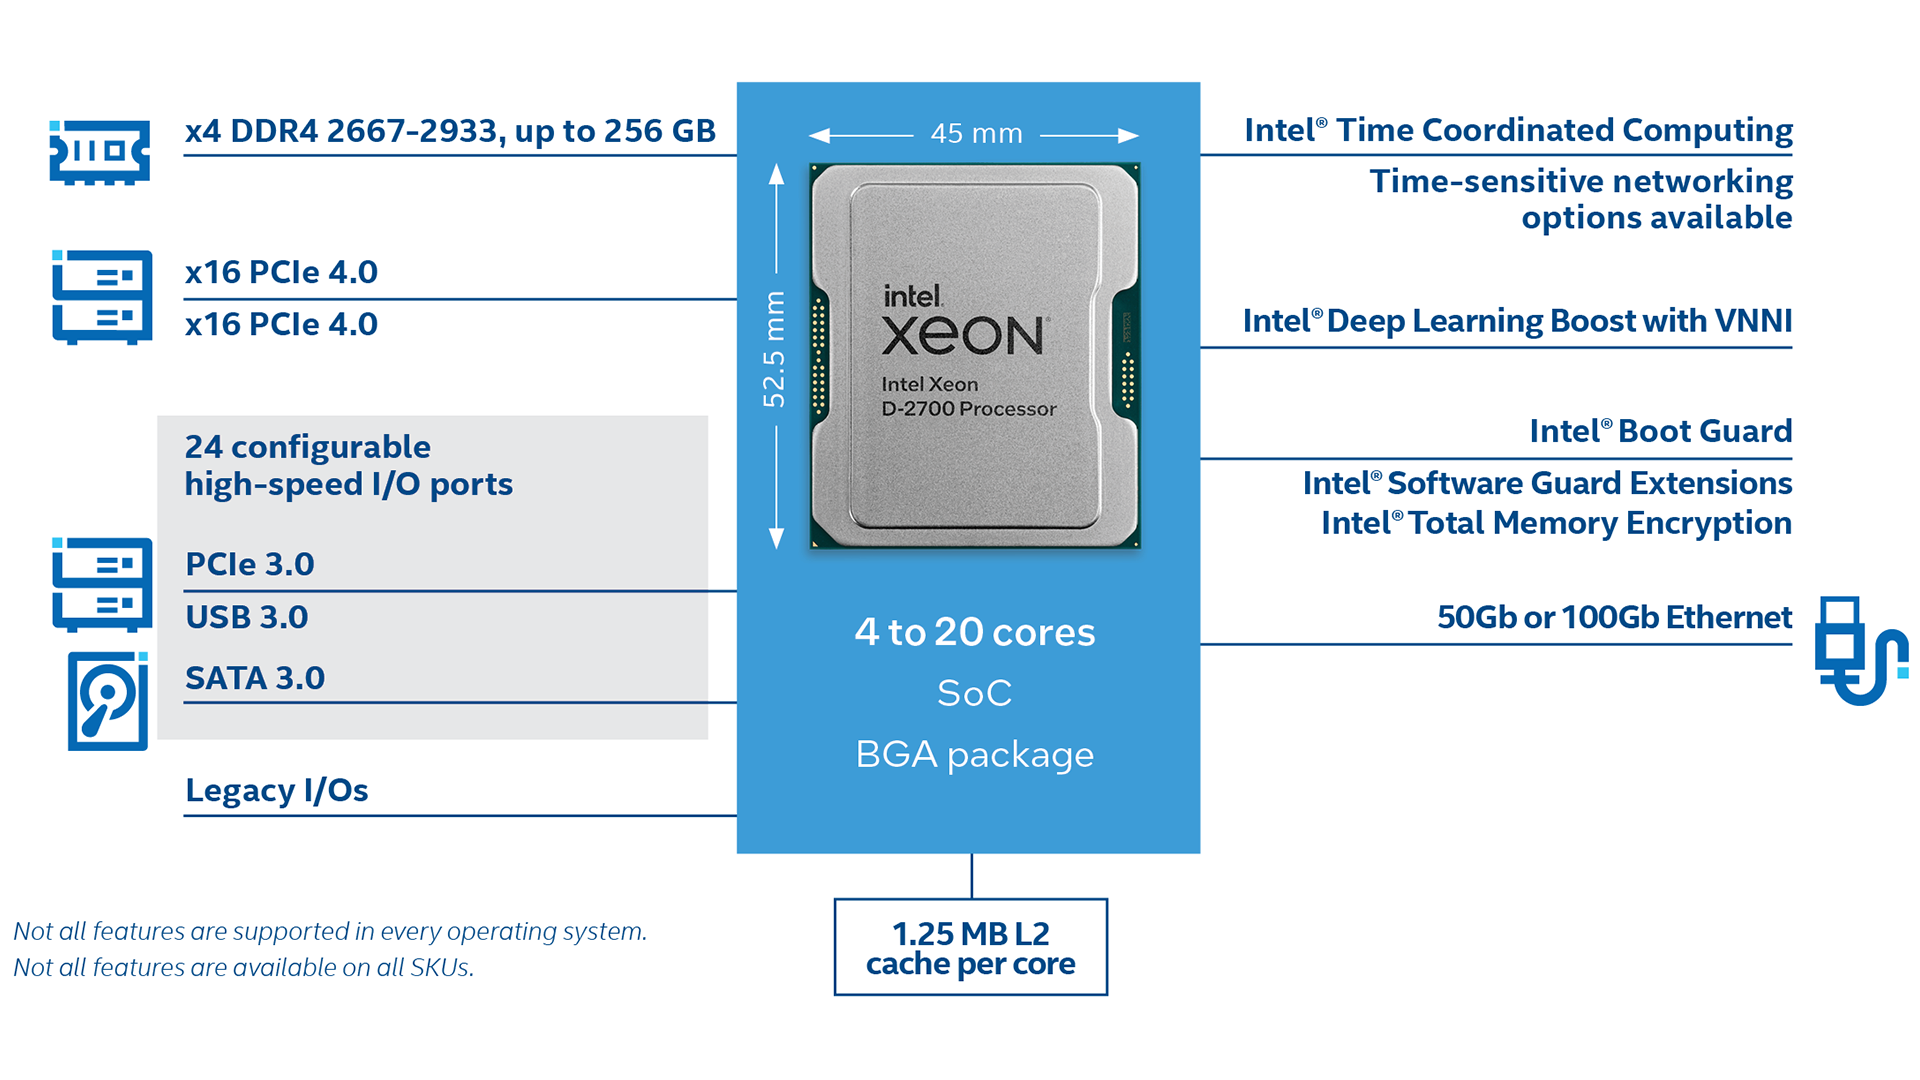 x4 DDR4 2667-2933, up to 256 GB
x16 PCIe 4.0
x16 PCIe 4.0
24 configurable
high-speed I/O ports
PCIe 3.0
USB 3.0
SATA 3.0
Legacy I/Os
45 mm
52.5 mm
intel.
xeon®
Intel Xeon
D-2700 Processor
4 to 20 cores
SoC
BGA package
1.25 MB L2
cache per core
Intel® Time Coordinated Computing
Time-sensitive networking
options available
Intel® Deep Learning Boost with VNNI
Intel® Boot Guard
Intel® Software Guard Extensions
Intel® Total Memory Encryption
50Gb or 100Gb Ethernet
Not all features are supported in every operating system.
Not all features are available on all SKUs.